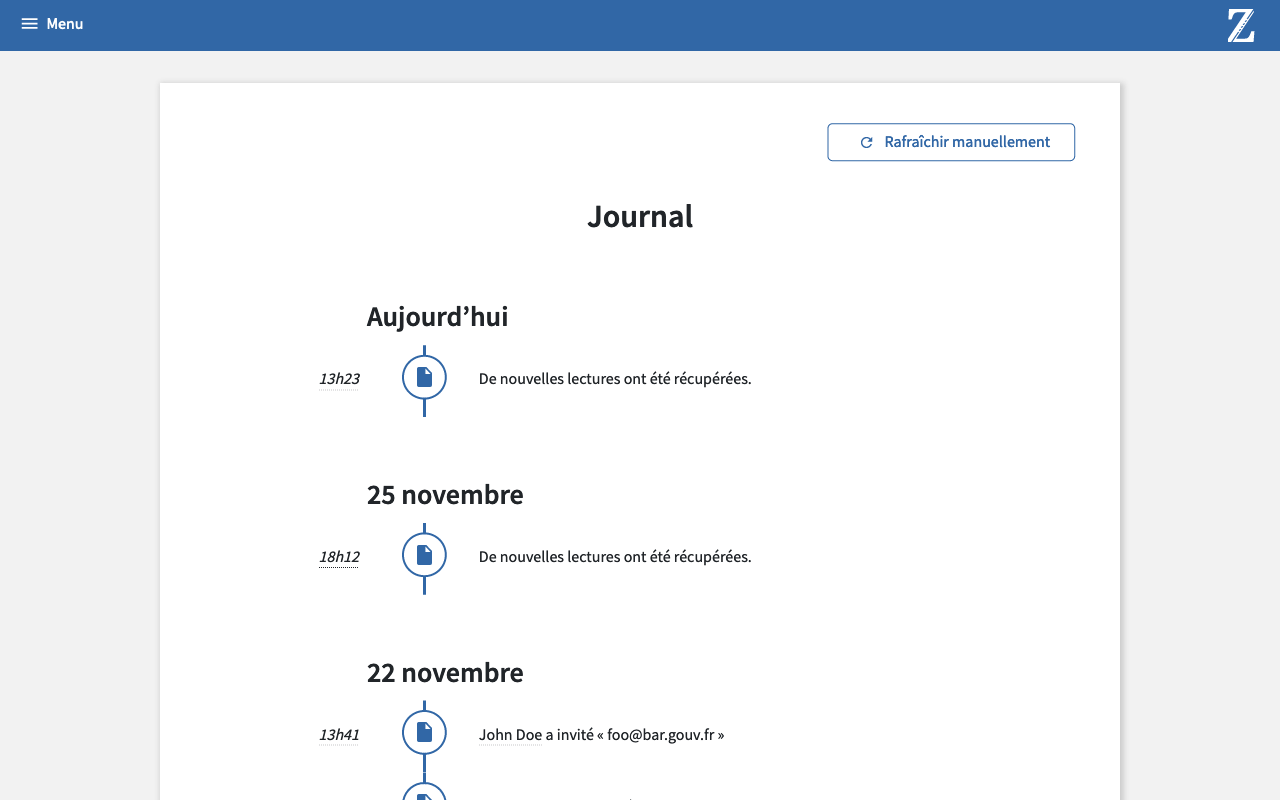 Menu
Z
Rafraîchir manuellement
Journal
Aujourd’hui
13h23 De nouvelles lectures ont été récupérées.
25 novembre
18h12 De nouvelles lectures ont été récupérées.
22 novembre
13h41 John Doe a invité « foo@bar.gouv.fr »